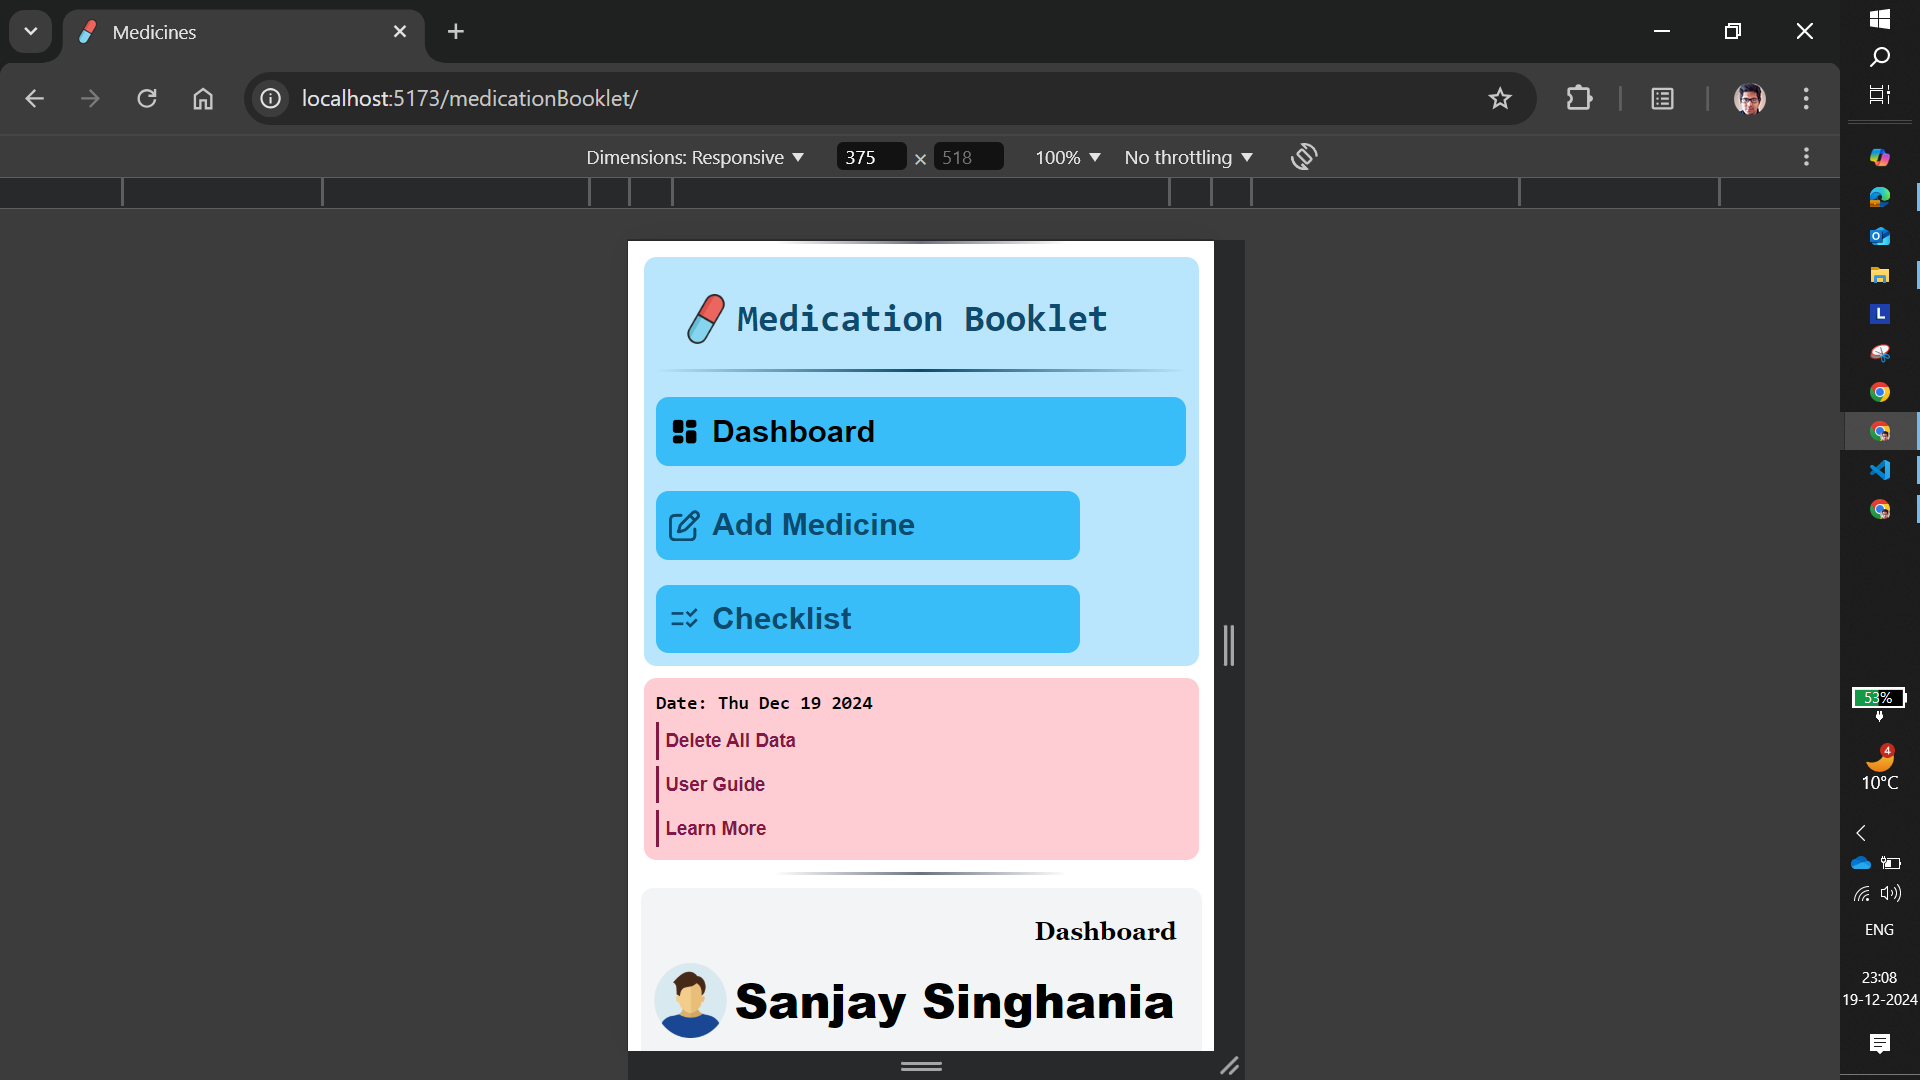 Medicines
localhost:5173/medicationBooklet/
Dimensions: Responsive
375 × 518
100%
No throttling
Medication Booklet
Dashboard
Add Medicine
Checklist
Date: Thu Dec 19 2024
Delete All Data
User Guide
Learn More
Dashboard
Sanjay Singhania
L
53%
4
10°C
ENG
23:08
19-12-2024